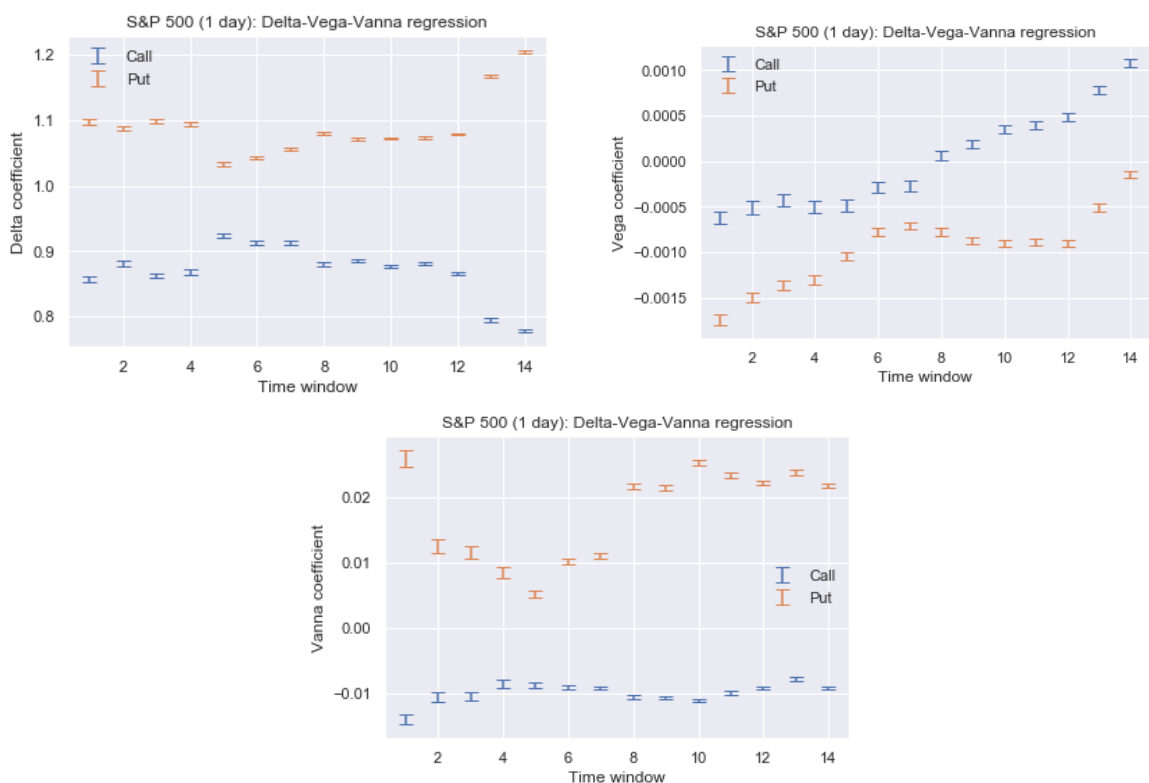 S&P 500 (1 day): Delta-Vega-Vanna regression
Call
Put
1.2
1.1
1.0
0.9
0.8
Delta coefficient
2 4 6 8 10 12 14
Time window
S&P 500 (1 day): Delta-Vega-Vanna regression
Call
Put
0.0010
0.0005
0.0000
−0.0005
−0.0010
−0.0015
Vega coefficient
2 4 6 8 10 12 14
Time window
S&P 500 (1 day): Delta-Vega-Vanna regression
0.02
0.01
0.00
−0.01
Vanna coefficient
Call
Put
2 4 6 8 10 12 14
Time window